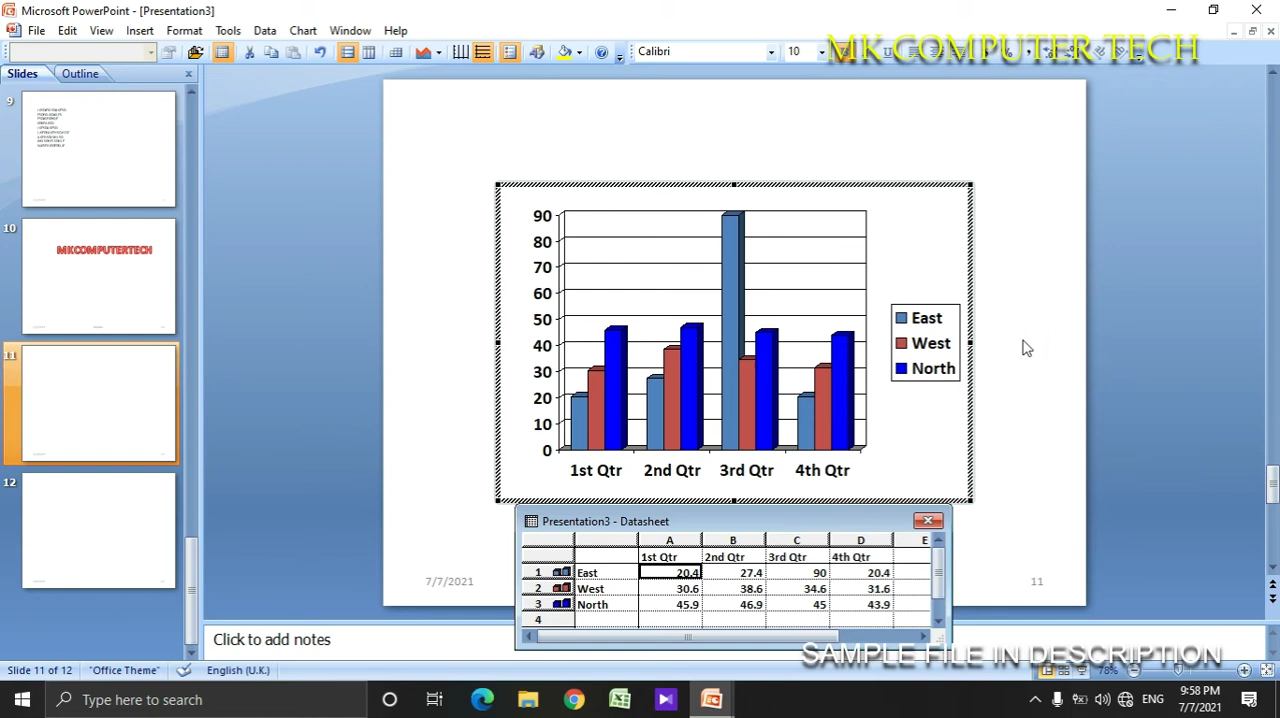 Microsoft PowerPoint - [Presentation3]
File Edit View Insert Format Tools Data Chart Window Help
Calibri 10
MK COMPUTER TECH
Slides Outline
9
10
MKCOMPUTERTECH
11
12
90
80
70
60
50
40
30
20
10
0
1st Qtr 2nd Qtr 3rd Qtr 4th Qtr
East
West
North
Presentation3 - Datasheet
A B C D E
1st Qtr 2nd Qtr 3rd Qtr 4th Qtr
1 East 20.4 27.4 90 20.4
2 West 30.6 38.6 34.6 31.6
3 North 45.9 46.9 45 43.9
4
7/7/2021
11
Click to add notes
SAMPLE FILE IN DESCRIPTION
Slide 11 of 12 "Office Theme" English (U.K.) 78%
Type here to search
ENG
9:58 PM
7/7/2021